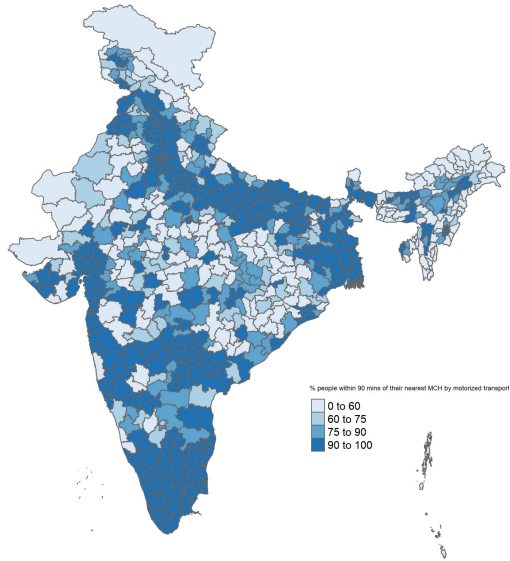 % people within 90 mins of their nearest MCH by motorized transport
0 to 60
60 to 75
75 to 90
90 to 100